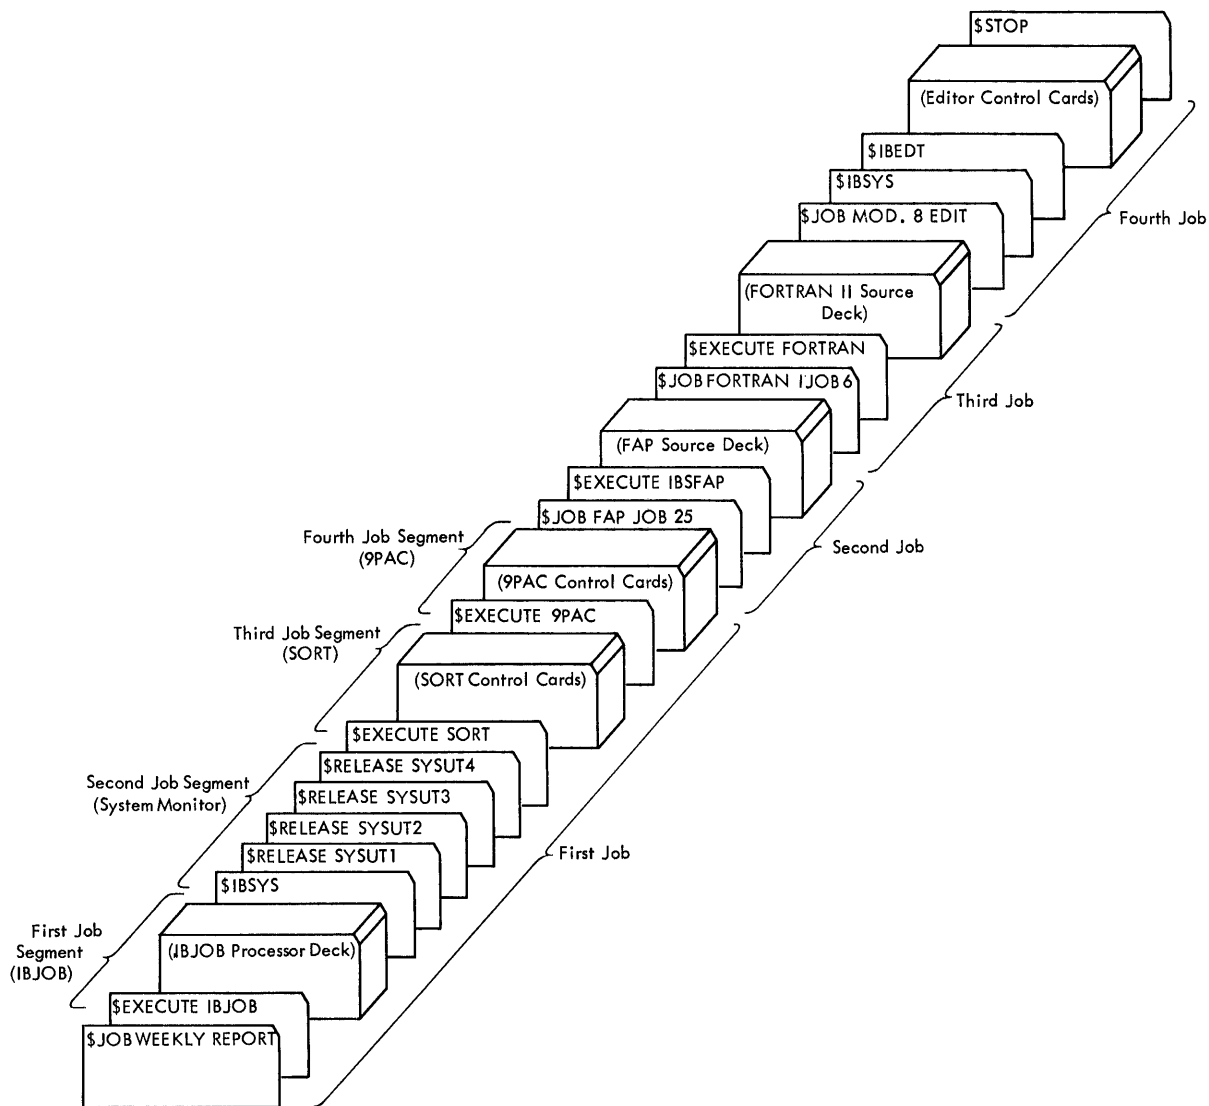 $STOP
(Editor Control Cards)
$IBEDT
$IBSYS
$JOB MOD. 8 EDIT
Fourth Job
(FORTRAN II Source
Deck)
$EXECUTE FORTRAN
$JOB FORTRAN I'JOB 6
Third Job
(FAP Source Deck)
$EXECUTE IBSFAP
$JOB FAP JOB 25
Fourth Job Segment
(9PAC)
Second Job
(9PAC Control Cards)
$EXECUTE 9PAC
Third Job Segment
(SORT)
(SORT Control Cards)
$EXECUTE SORT
$RELEASE SYSUT4
Second Job Segment
(System Monitor)
$RELEASE SYSUT3
$RELEASE SYSUT2
$RELEASE SYSUT1
First Job
$IBSYS
First Job
Segment
(IBJOB)
(IBJOB Processor Deck)
$EXECUTE IBJOB
$JOB WEEKLY REPORT